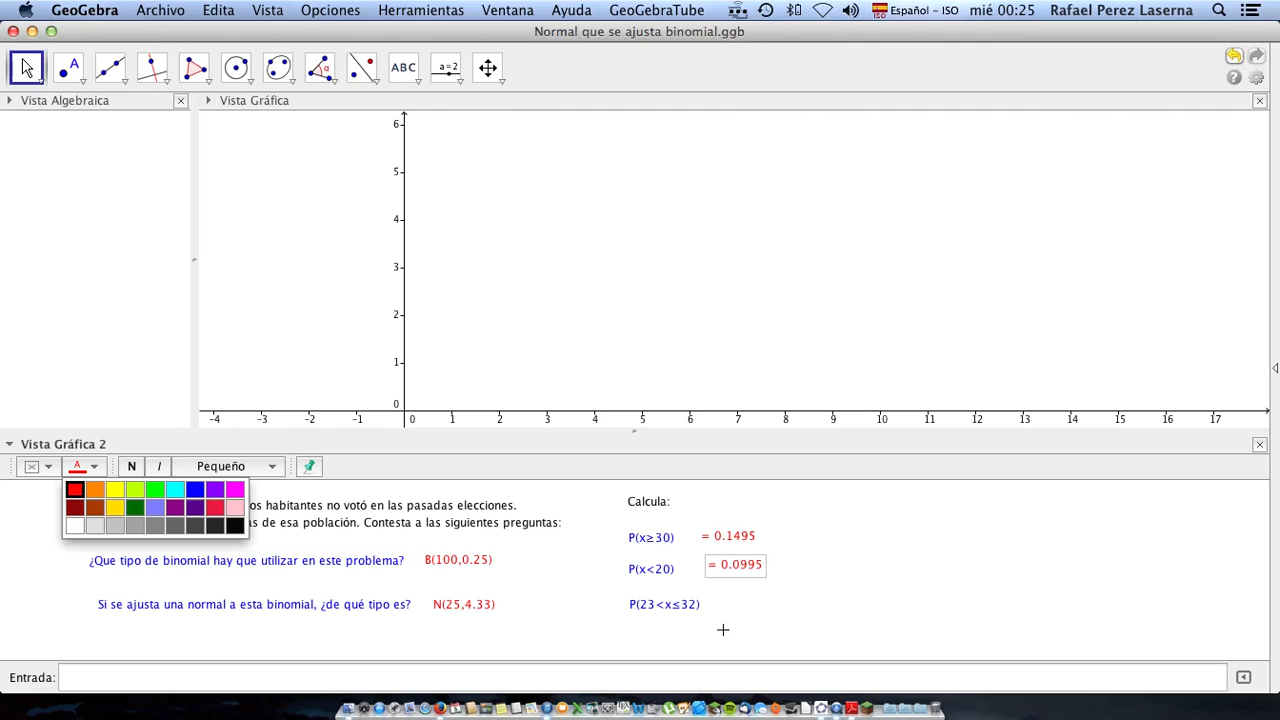 GeoGebra Archivo Edita Vista Opciones Herramientas Ventana Ayuda GeoGebraTube Español – ISO mié 00:25 Rafael Perez Laserna
Normal que se ajusta binomial.ggb
A
α
ABC
a=2
Vista Algebraica
Vista Gráfica
6
5
4
3
2
1
0
-4 -3 -2 -1 0 1 2 3 4 5 6 7 8 9 10 11 12 13 14 15 16 17
Vista Gráfica 2
A N I Pequeño
os habitantes no votó en las pasadas elecciones.
as de esa población. Contesta a las siguientes preguntas:
¿Que tipo de binomial hay que utilizar en este problema? B(100,0.25)
Si se ajusta una normal a esta binomial, ¿de qué tipo es? N(25,4.33)
Calcula:
P(x≥30) = 0.1495
P(x<20) = 0.0995
P(23<x≤32)
Entrada: